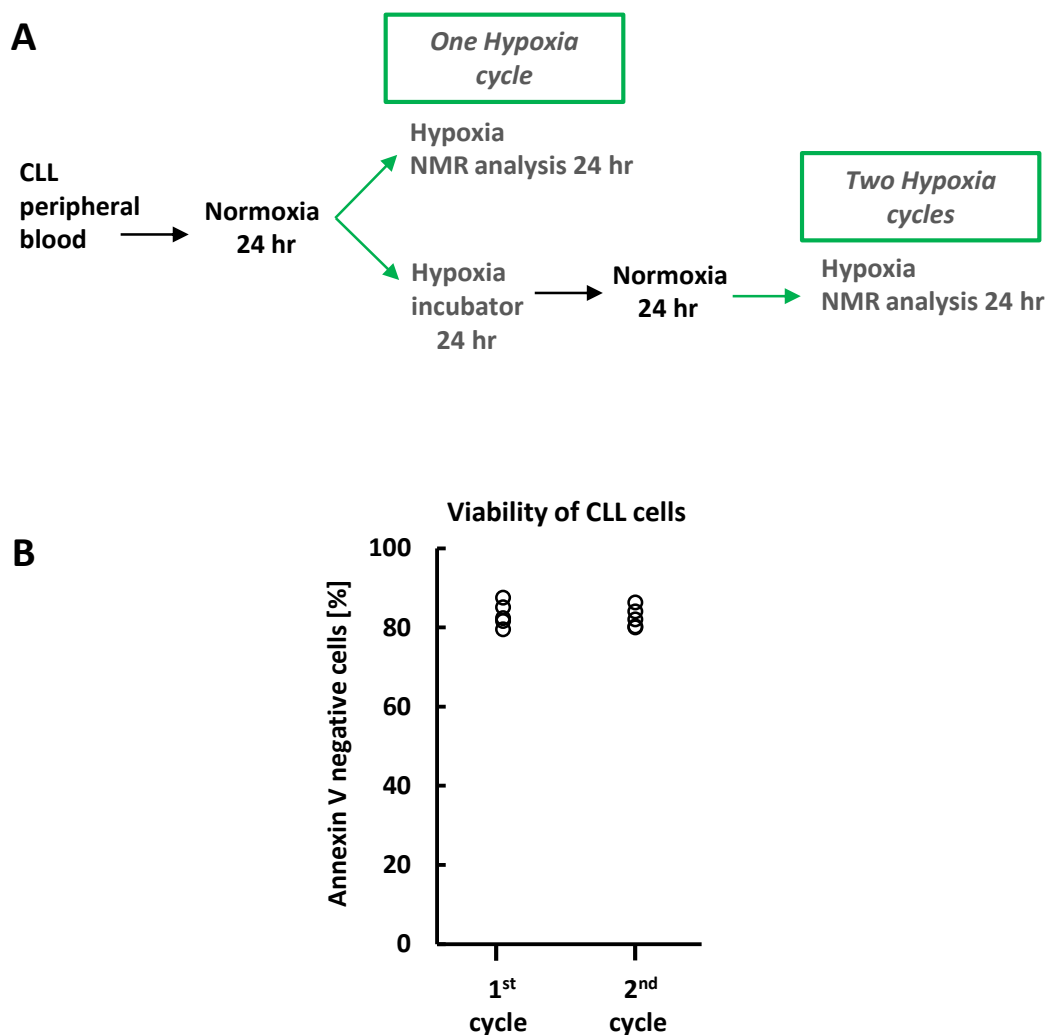 A
One Hypoxia
cycle
Hypoxia
NMR analysis 24 hr
CLL
peripheral
blood
Normoxia
24 hr
Two Hypoxia
cycles
Hypoxia
incubator
24 hr
Normoxia
24 hr
Hypoxia
NMR analysis 24 hr
B
Viability of CLL cells
Annexin V negative cells [%]
100
80
60
40
20
0
1st
cycle
2nd
cycle